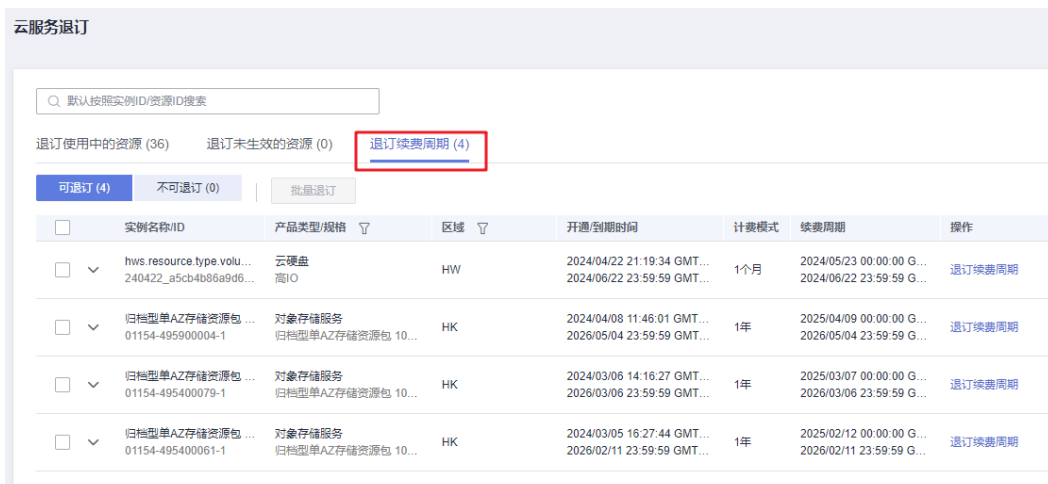 云服务退订
默认按照实例ID/资源ID搜索
退订使用中的资源 (36) 退订未生效的资源 (0) 退订续费周期 (4)
可退订 (4) 不可退订 (0) 批量退订
实例名称/ID 产品类型/规格 区域 开通/到期时间 计费模式 续费周期 操作
hws.resource.type.volu... 云硬盘 HW 2024/04/22 21:19:34 GMT... 1个月 2024/05/23 00:00:00 G... 退订续费周期
240422_a5cb4b86a9d6... 高IO 2024/06/22 23:59:59 GMT... 2024/06/22 23:59:59 G...
归档型单AZ存储资源包 ... 对象存储服务 HK 2024/04/08 11:46:01 GMT... 1年 2025/04/09 00:00:00 G... 退订续费周期
01154-495900004-1 归档型单AZ存储资源包 10... 2026/05/04 23:59:59 GMT... 2026/05/04 23:59:59 G...
归档型单AZ存储资源包 ... 对象存储服务 HK 2024/03/06 14:16:27 GMT... 1年 2025/03/07 00:00:00 G... 退订续费周期
01154-495400079-1 归档型单AZ存储资源包 10... 2026/03/06 23:59:59 GMT... 2026/03/06 23:59:59 G...
归档型单AZ存储资源包 ... 对象存储服务 HK 2024/03/05 16:27:44 GMT... 1年 2025/02/12 00:00:00 G... 退订续费周期
01154-495400061-1 归档型单AZ存储资源包 10... 2026/02/11 23:59:59 GMT... 2026/02/11 23:59:59 G...